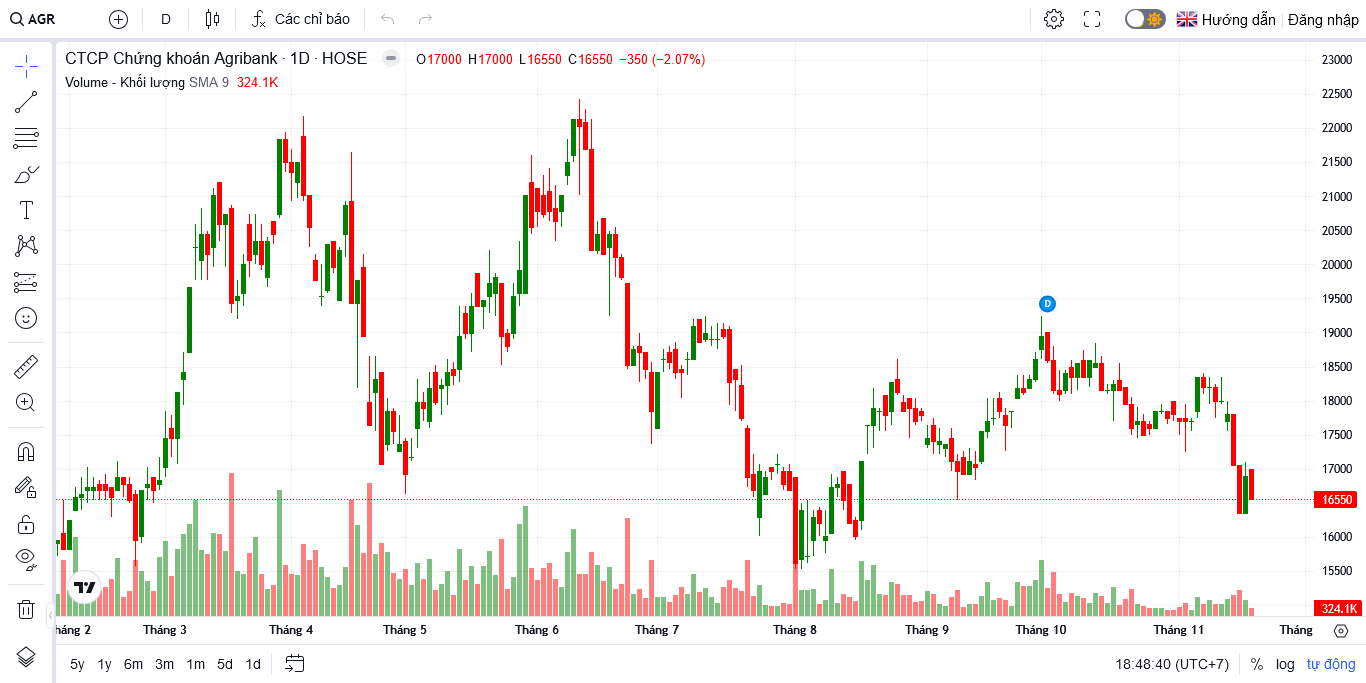 AGR D Các chỉ báo Hướng dẫn Đăng nhập
CTCP Chứng khoán Agribank · 1D · HOSE O17000 H17000 L16550 C16550 −350 (−2.07%)
Volume - Khối lượng SMA 9 324.1K
23000
22500
22000
21500
21000
20500
20000
19500
D
19000
18500
18000
17500
17000
16550
16000
15500
324.1K
háng 2 Tháng 3 Tháng 4 Tháng 5 Tháng 6 Tháng 7 Tháng 8 Tháng 9 Tháng 10 Tháng 11 Tháng
5y 1y 6m 3m 1m 5d 1d 18:48:40 (UTC+7) % log tự động